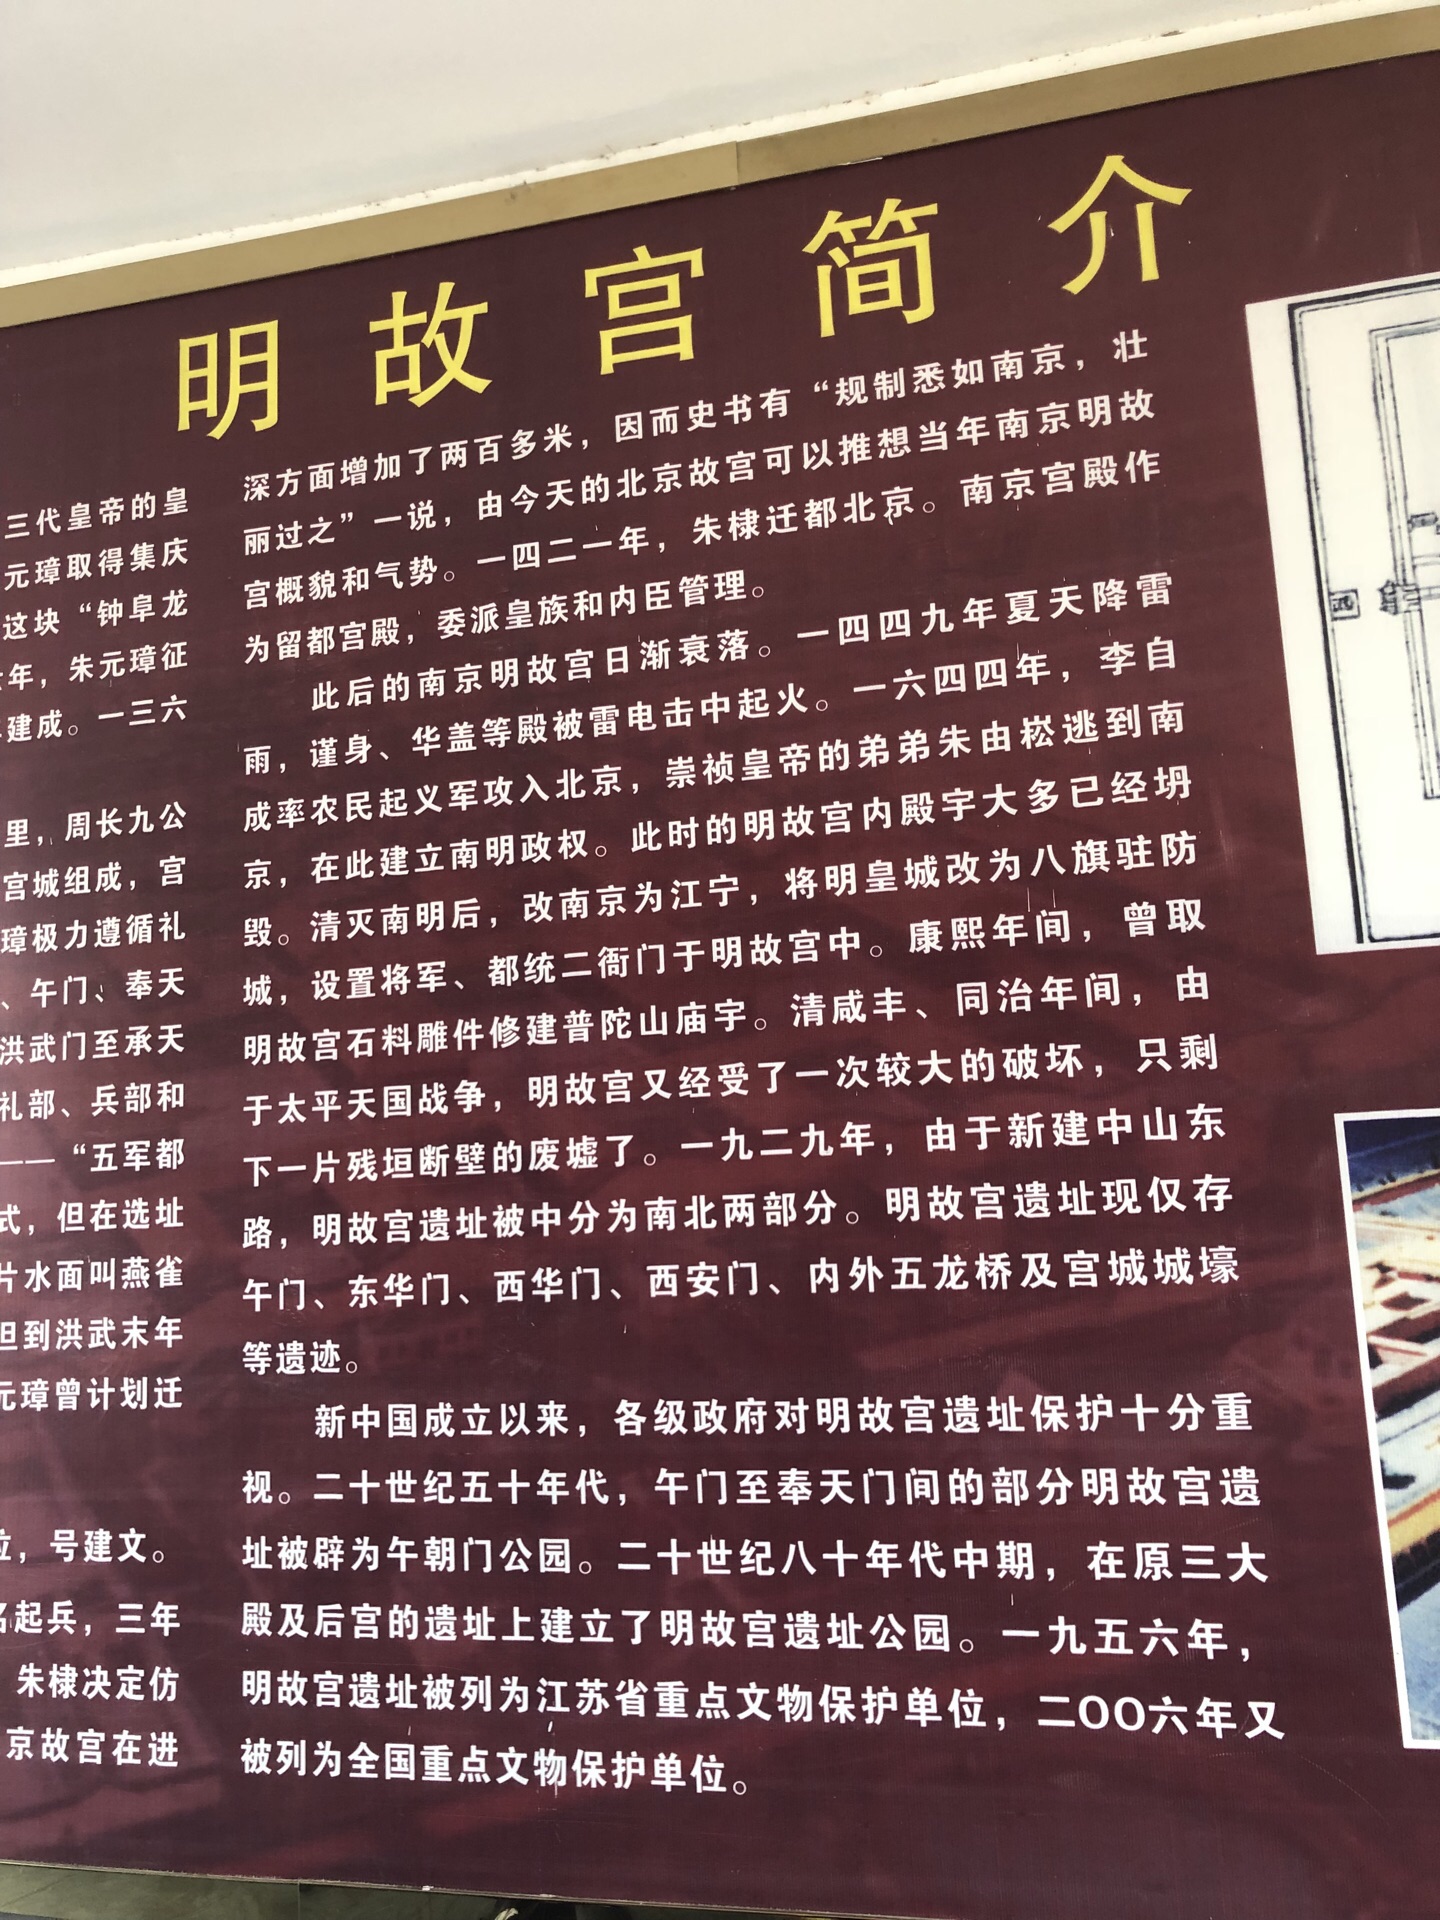 明故宫简介
三代皇帝的皇
元璋取得集庆
这块“钟阜龙
年，朱元璋征
建成。一三六
里，周长九公
宫城组成，宫
璋极力遵循礼
、午门、奉天
洪武门至承天
礼部、兵部和
——“五军都
式，但在选址
片水面叫燕雀
但到洪武末年
元璋曾计划迁
位，号建文。
名起兵，三年
朱棣决定仿
京故宫在进
深方面增加了两百多米，因而史书有“规制悉如南京，壮
丽过之”一说，由今天的北京故宫可以推想当年南京明故
宫概貌和气势。一四二一年，朱棣迁都北京。南京宫殿作
为留都宫殿，委派皇族和内臣管理。
此后的南京明故宫日渐衰落。一四四九年夏天降雷
雨，谨身、华盖等殿被雷电击中起火。一六四四年，李自
成率农民起义军攻入北京，崇祯皇帝的弟弟朱由崧逃到南
京，在此建立南明政权。此时的明故宫内殿宇大多已经坍
毁。清灭南明后，改南京为江宁，将明皇城改为八旗驻防
城，设置将军、都统二衙门于明故宫中。康熙年间，曾取
明故宫石料雕件修建普陀山庙宇。清咸丰、同治年间，由
于太平天国战争，明故宫又经受了一次较大的破坏，只剩
下一片残垣断壁的废墟了。一九二九年，由于新建中山东
路，明故宫遗址被中分为南北两部分。明故宫遗址现仅存
午门、东华门、西华门、西安门、内外五龙桥及宫城城壕
等遗迹。
新中国成立以来，各级政府对明故宫遗址保护十分重
视。二十世纪五十年代，午门至奉天门间的部分明故宫遗
址被辟为午朝门公园。二十世纪八十年代中期，在原三大
殿及后宫的遗址上建立了明故宫遗址公园。一九五六年，
明故宫遗址被列为江苏省重点文物保护单位，二OO六年又
被列为全国重点文物保护单位。